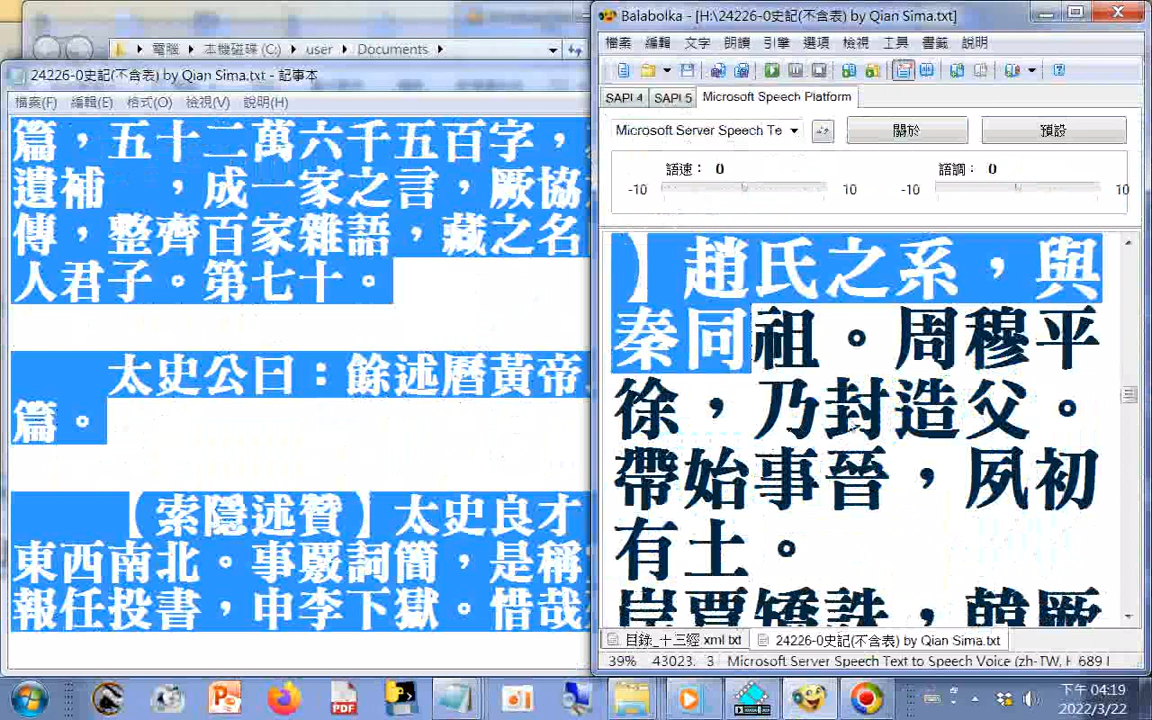 電腦 ▸ 本機磁碟 (C:) ▸ user ▸ Documents ▸
24226-0史記(不含表) by Qian Sima.txt - 記事本
檔案(F) 編輯(E) 格式(O) 檢視(V) 說明(H)
篇，五十二萬六千五百字，
遺補　，成一家之言，厥協
傳，整齊百家雜語，藏之名
人君子。第七十。
太史公曰：餘述曆黃帝
篇。
【索隱述贊】太史良才
東西南北。事覈詞簡，是稱
報任投書，申李下獄。惜哉
Balabolka - [H:\24226-0史記(不含表) by Qian Sima.txt]
檔案 編輯 文字 朗讀 引擎 選項 檢視 工具 書籤 說明
SAPI 4 SAPI 5 Microsoft Speech Platform
Microsoft Server Speech Te 關於 預設
語速： 0 語調： 0
-10 10 -10 10
】趙氏之系，與
秦同祖。周穆平
徐，乃封造父。
帶始事晉，夙初
有土。
岸賈矯誅，韓厥
目錄_十三經 xml txt 24226-0史記(不含表) by Qian Sima.txt
39% 43023. 3 Microsoft Server Speech Text to Speech Voice (zh-TW, H 689 l
PDF
下午 04:19
2022/3/22